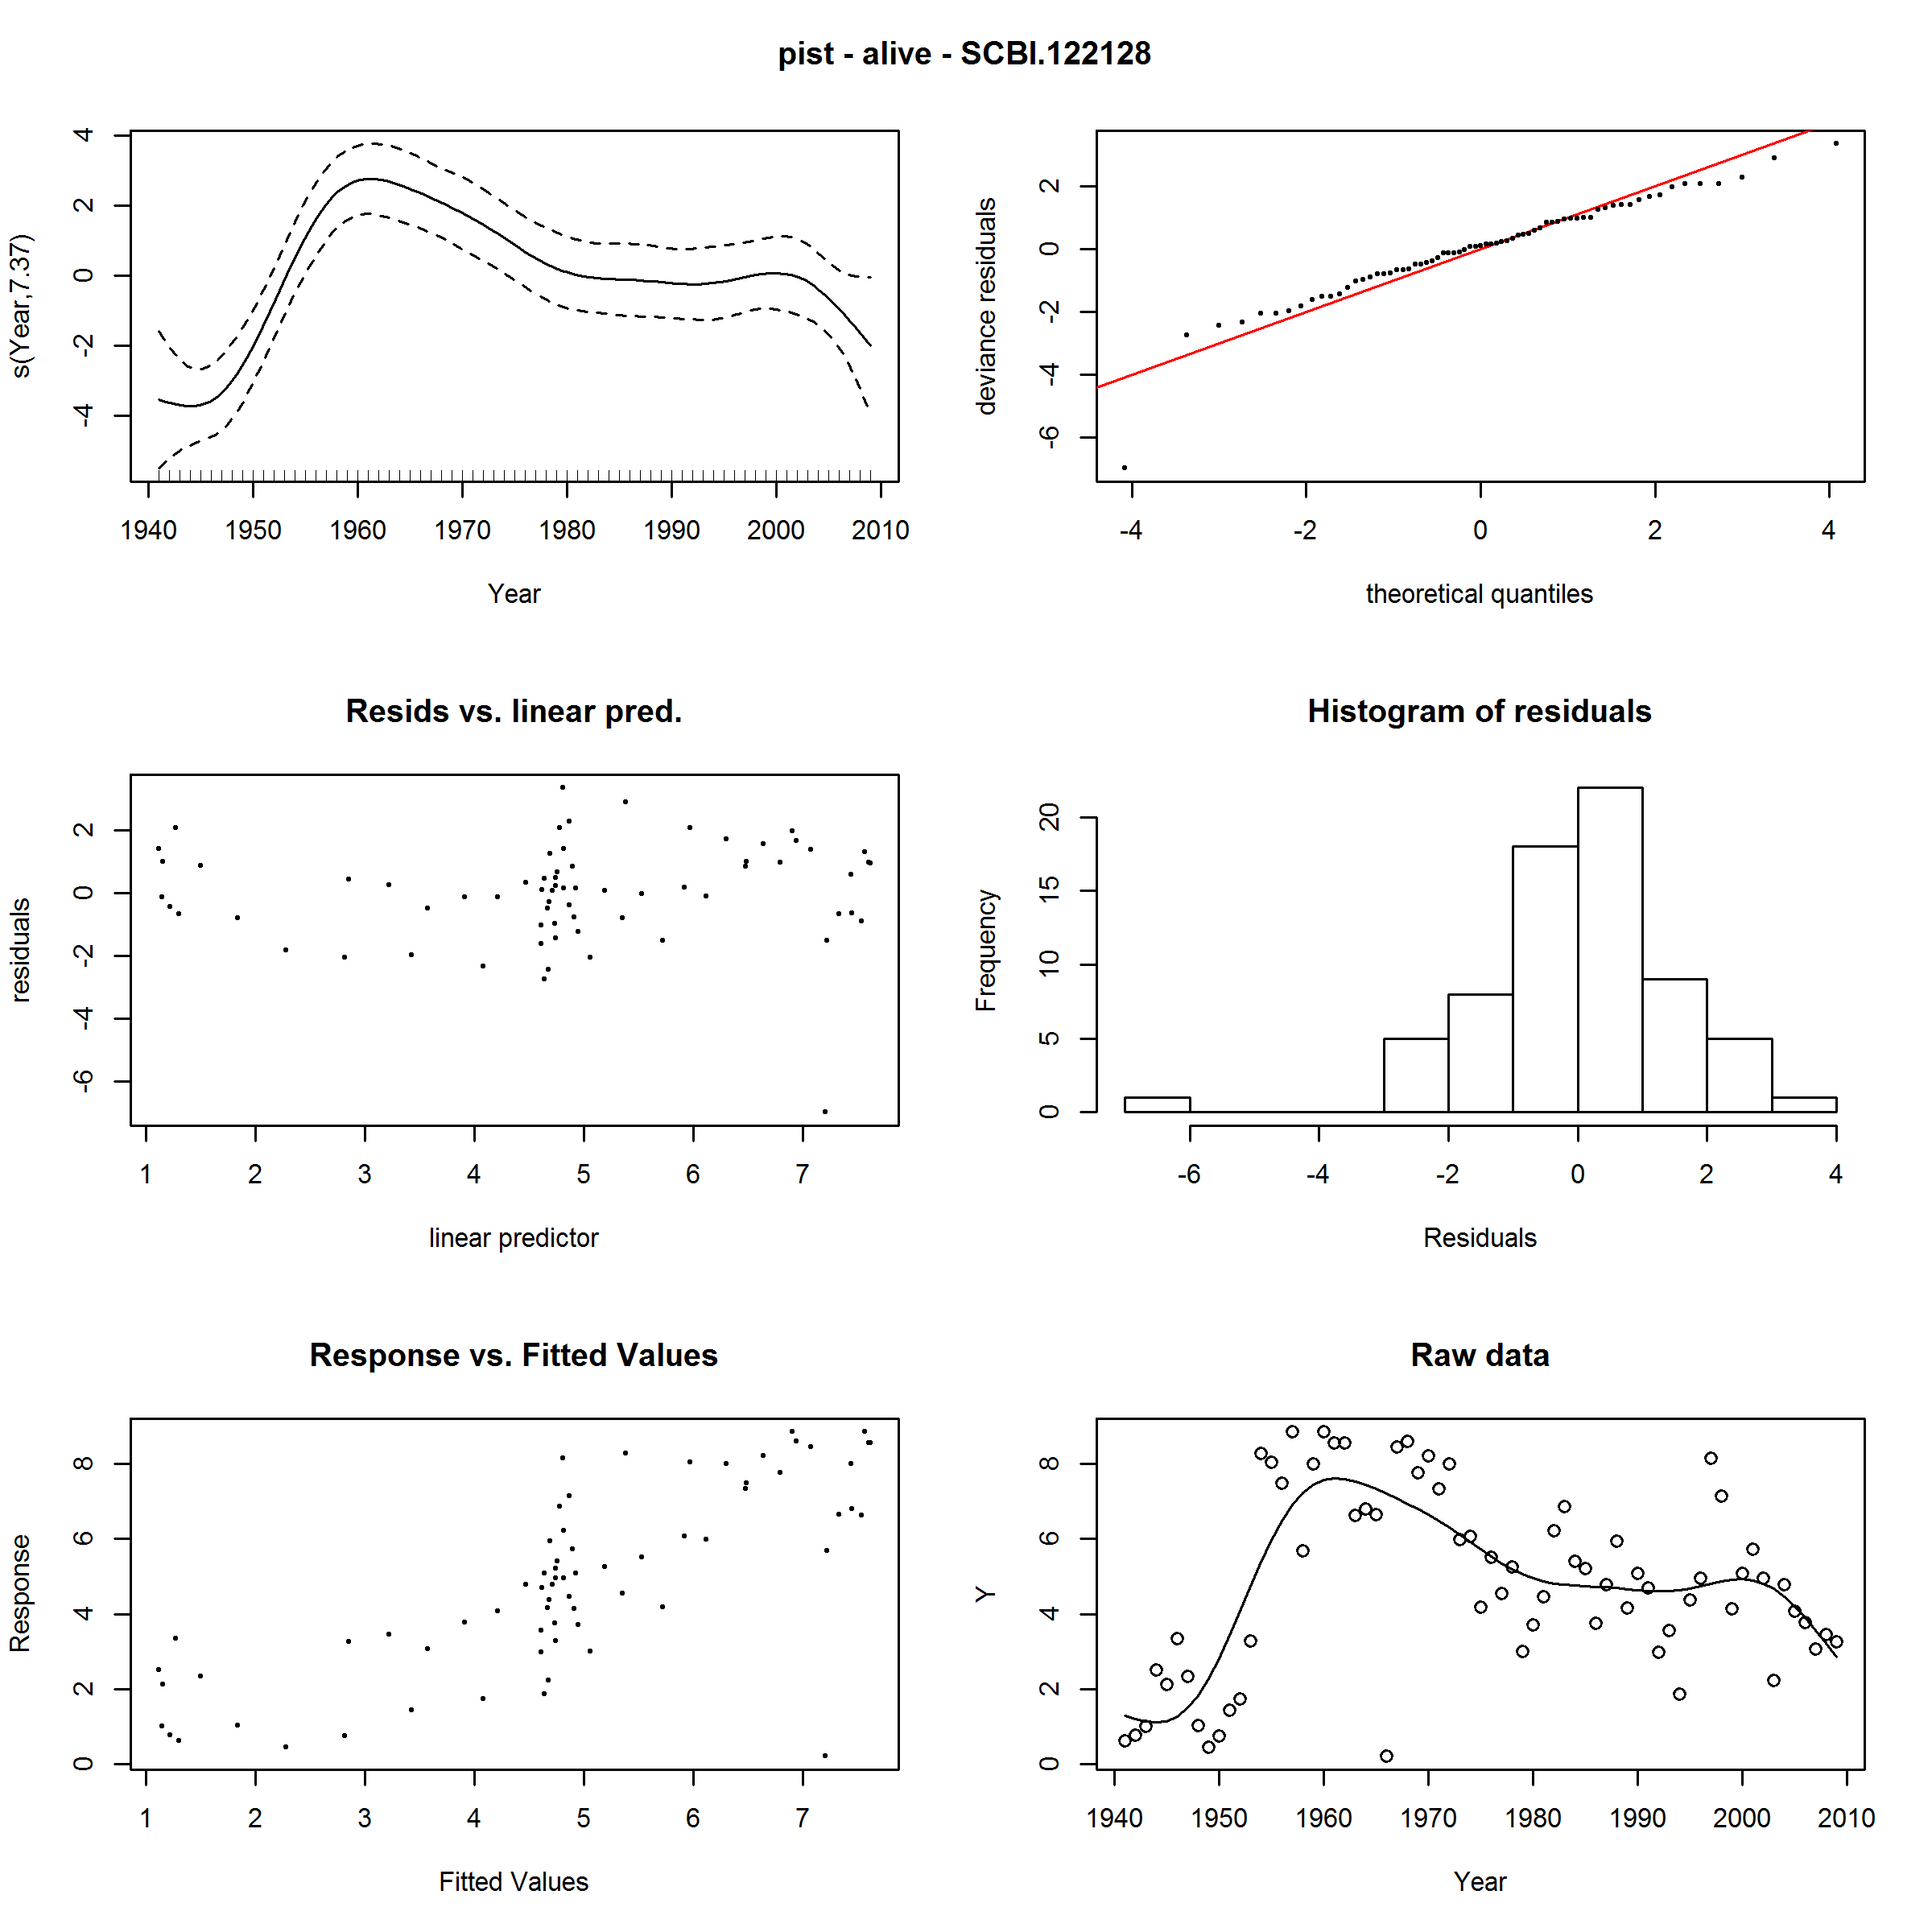 pist - alive - SCBI.122128
s(Year,7.37)
4
2
0
-2
-4
1940 1950 1960 1970 1980 1990 2000 2010
Year
deviance residuals
2
0
-2
-4
-6
-4 -2 0 2 4
theoretical quantiles
Resids vs. linear pred.
residuals
2
0
-2
-4
-6
1 2 3 4 5 6 7
linear predictor
Histogram of residuals
Frequency
20
15
10
5
0
-6 -4 -2 0 2 4
Residuals
Response vs. Fitted Values
Response
8
6
4
2
0
1 2 3 4 5 6 7
Fitted Values
Raw data
Y
8
6
4
2
0
1940 1950 1960 1970 1980 1990 2000 2010
Year